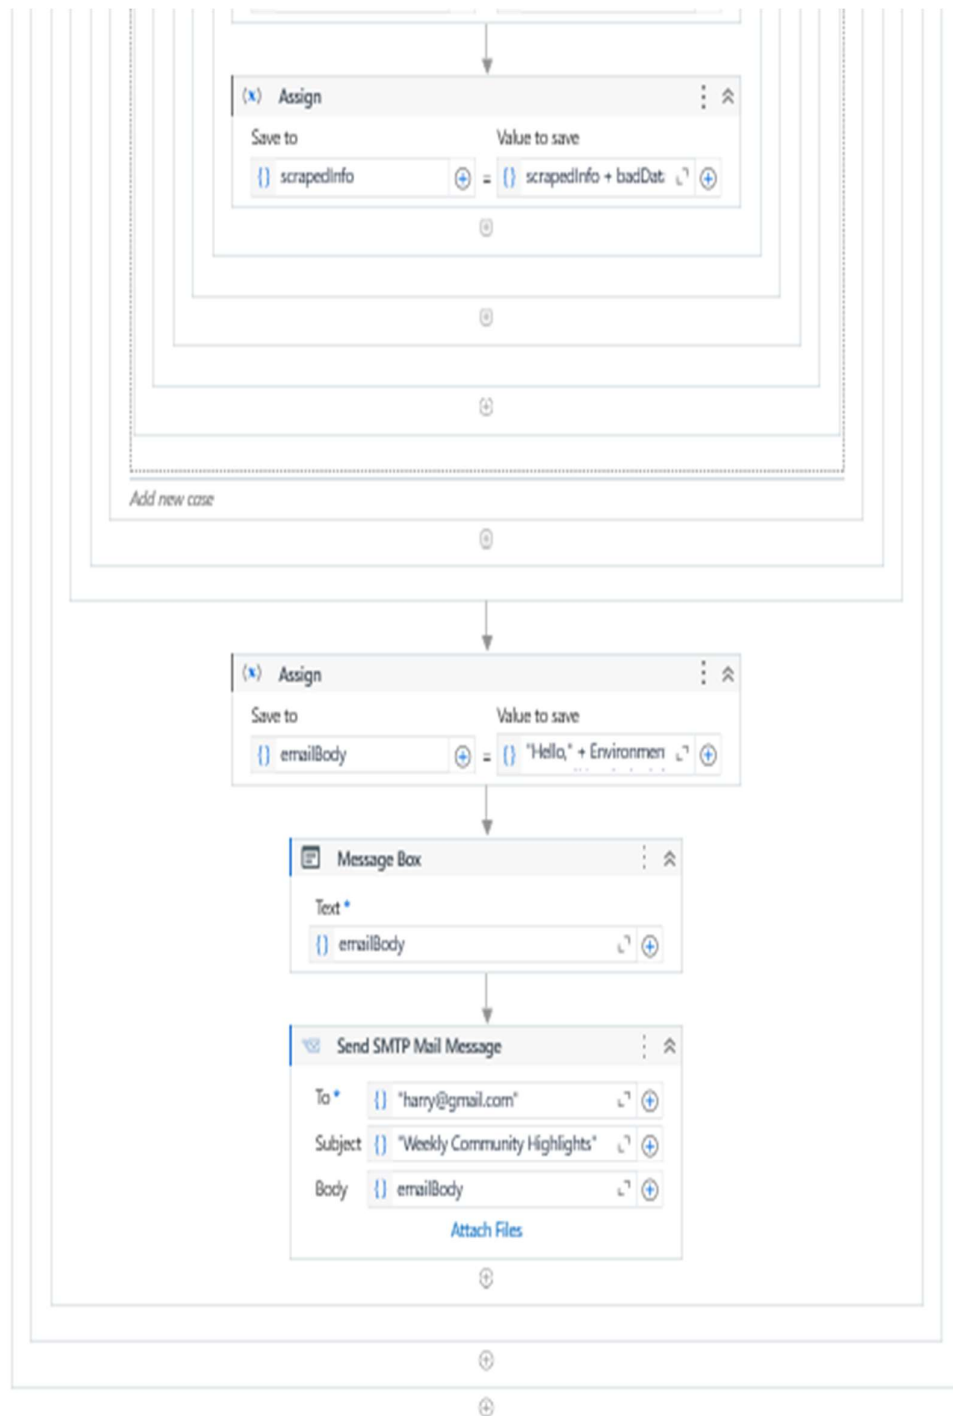 Assign
Save to Value to save
scrapedInfo = scrapedInfo + badDat
Add new case
Assign
Save to Value to save
emailBody = "Hello," + Environmen
Message Box
Text *
emailBody
Send SMTP Mail Message
To * "harry@gmail.com"
Subject "Weekly Community Highlights"
Body emailBody
Attach Files